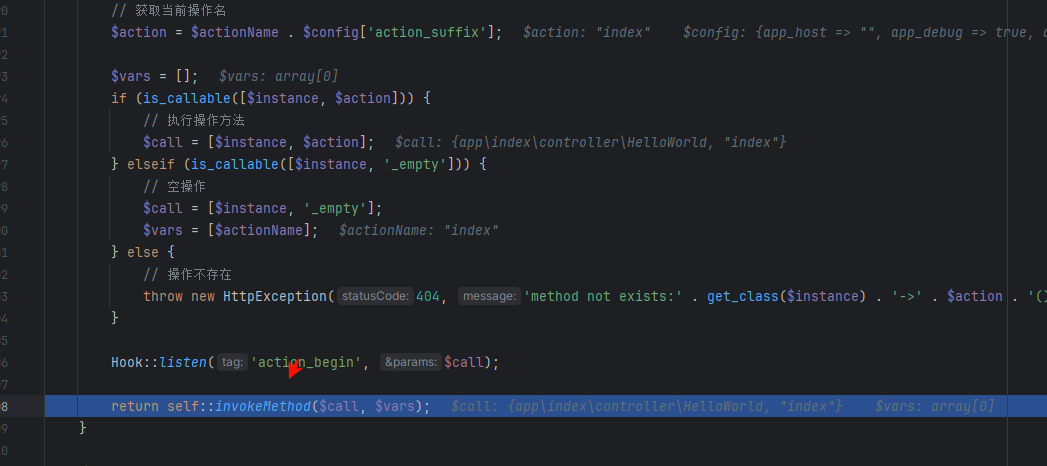 // 获取当前操作名
$action = $actionName . $config['action_suffix'];   $action: "index"    $config: {app_host => "", app_debug => true,
$vars = [];   $vars: array[0]
if (is_callable([$instance, $action])) {
// 执行操作方法
$call = [$instance, $action];   $call: {app\index\controller\HelloWorld, "index"}
} elseif (is_callable([$instance, '_empty'])) {
// 空操作
$call = [$instance, '_empty'];
$vars = [$actionName];   $actionName: "index"
} else {
// 操作不存在
throw new HttpException( statusCode: 404,  message: 'method not exists:' . get_class($instance) . '->' . $action . '()
}
Hook::listen( tag: 'action_begin',  &params: $call);
return self::invokeMethod($call, $vars);   $call: {app\index\controller\HelloWorld, "index"}    $vars: array[0]
}